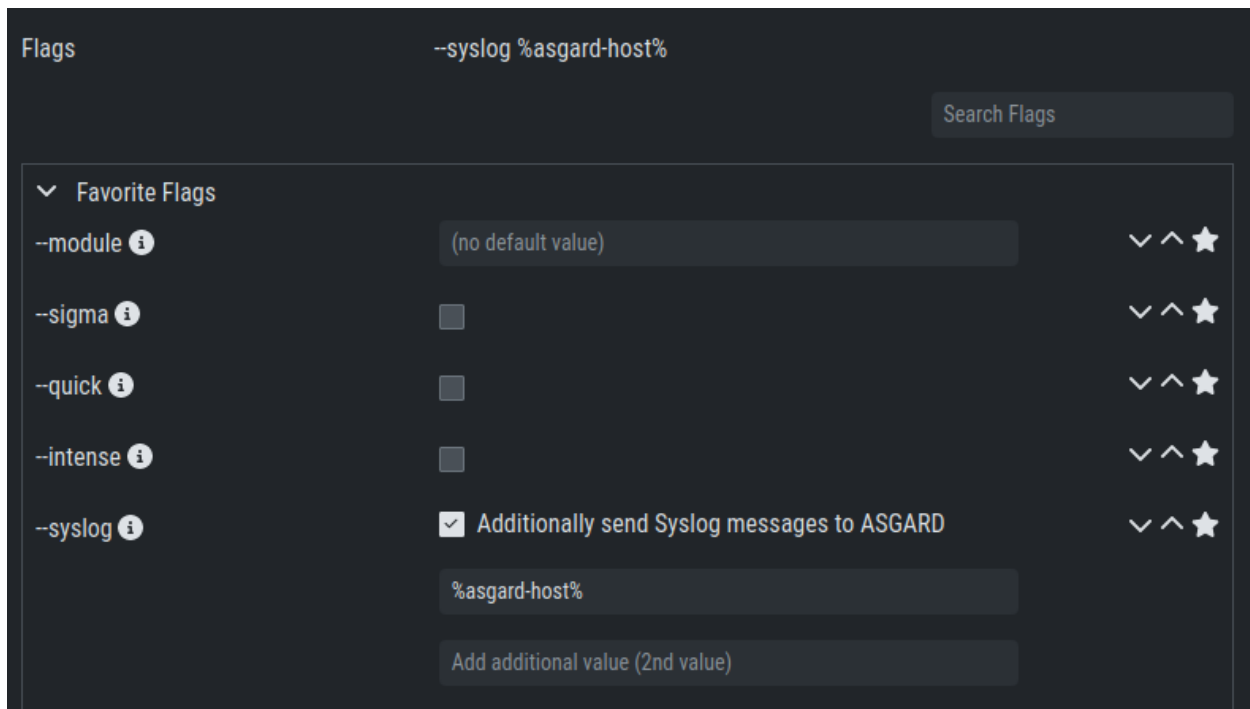 Flags --syslog %asgard-host%
Search Flags
Favorite Flags
--module (no default value)
--sigma
--quick
--intense
--syslog Additionally send Syslog messages to ASGARD
%asgard-host%
Add additional value (2nd value)